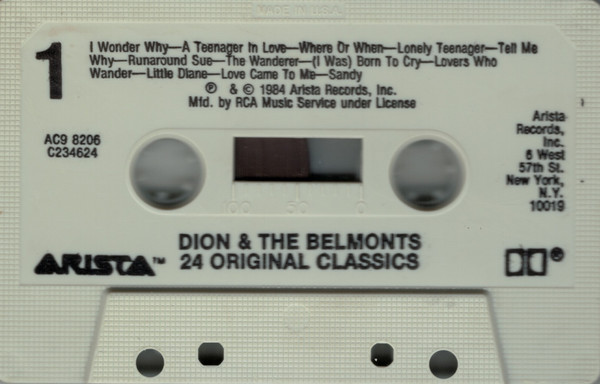 MADE IN U.S.A.
1
I Wonder Why—A Teenager In Love—Where Or When—Lonely Teenager—Tell Me
Why—Runaround Sue—The Wanderer—(I Was) Born To Cry—Lovers Who
Wander—Little Diane—Love Came To Me—Sandy
℗ & © 1984 Arista Records, Inc.
Mfd. by RCA Music Service under License
AC9 8206
C234624
Arista
Records,
Inc.
6 West
57th St.
New York,
N.Y.
10019
100 50 0
DION & THE BELMONTS
24 ORIGINAL CLASSICS
ARISTA™
®